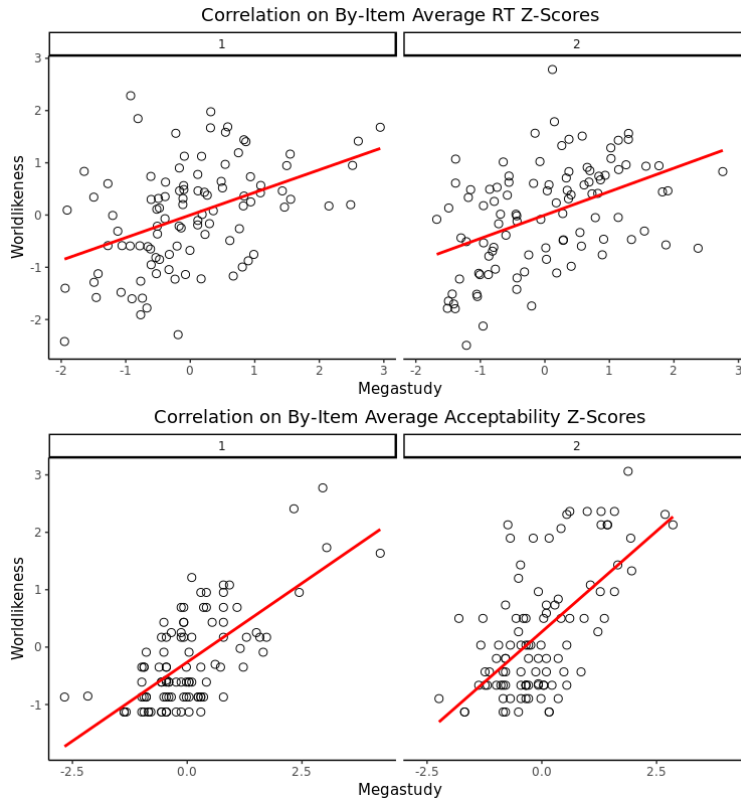 Correlation on By-Item Average RT Z-Scores
1 2
3
2
1
0
-1
-2
Worldlikeness
-2 -1 0 1 2 3 -2 -1 0 1 2 3
Megastudy
Correlation on By-Item Average Acceptability Z-Scores
1 2
3
2
1
0
-1
Worldlikeness
-2.5 0.0 2.5 -2.5 0.0 2.5
Megastudy